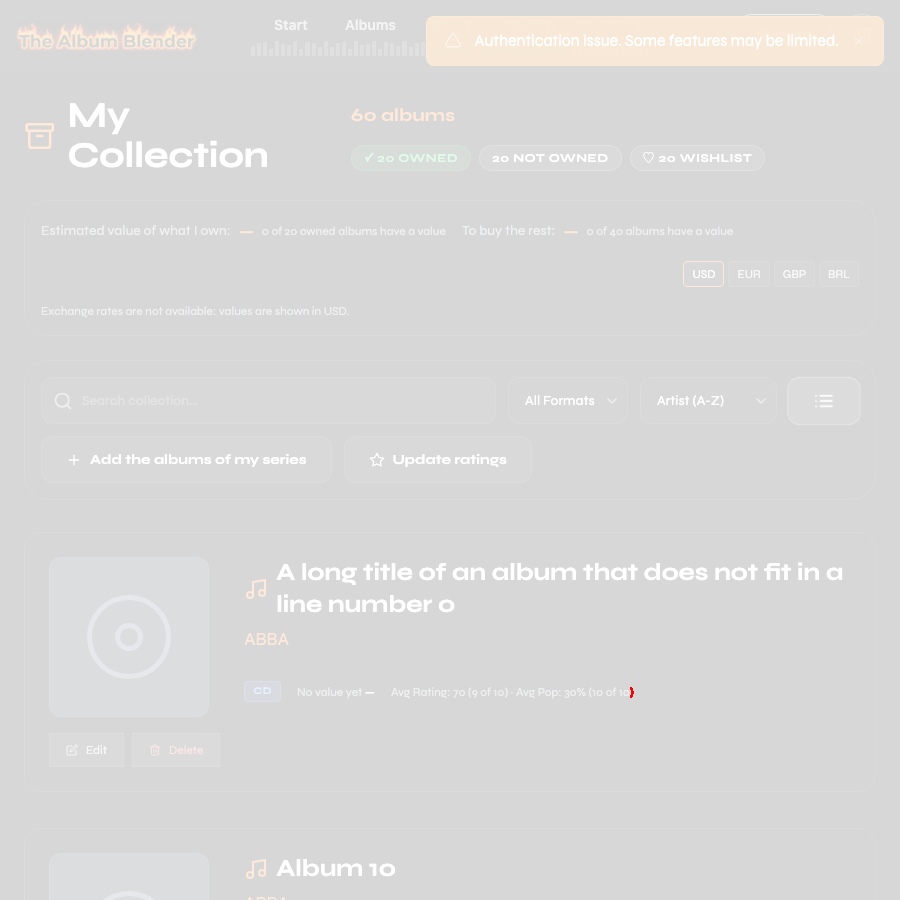 The Album Blender
Start
Albums
Authentication issue. Some features may be limited.
My
Collection
60 albums
✓ 20 OWNED
20 NOT OWNED
♡ 20 WISHLIST
Estimated value of what I own: — 0 of 20 owned albums have a value
To buy the rest: — 0 of 40 albums have a value
USD
EUR
GBP
BRL
Exchange rates are not available: values are shown in USD.
Search collection...
All Formats
Artist (A-Z)
+ Add the albums of my series
Update ratings
A long title of an album that does not fit in a
line number 0
ABBA
CD
No value yet —
Avg Rating: 70 (9 of 10) · Avg Pop: 30% (10 of 10)
Edit
Delete
Album 10